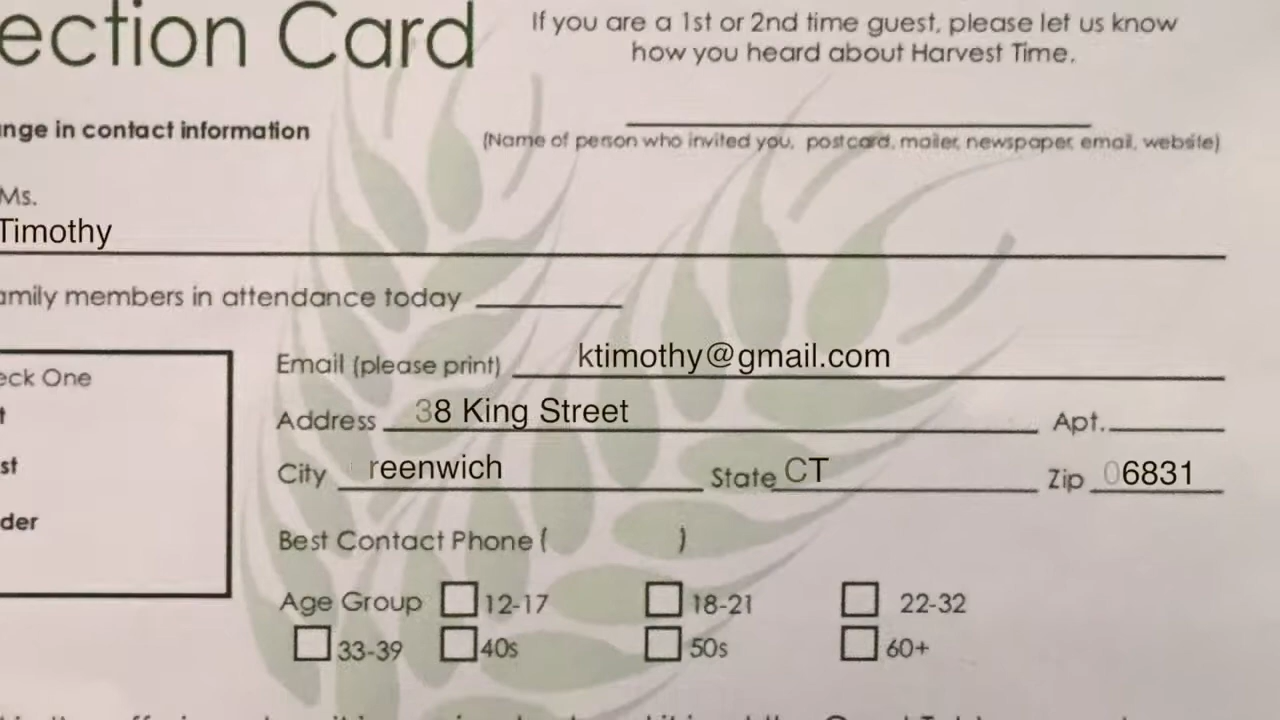 ection Card
If you are a 1st or 2nd time guest, please let us know
how you heard about Harvest Time.
nge in contact information
(Name of person who invited you, postcard, mailer, newspaper, email, website)
Ms.
Timothy
amily members in attendance today
Email (please print) ktimothy@gmail.com
eck One
Address 38 King Street Apt.
t
City reenwich State CT Zip 06831
st
der
Best Contact Phone ( )
Age Group 12-17 18-21 22-32
33-39 40s 50s 60+